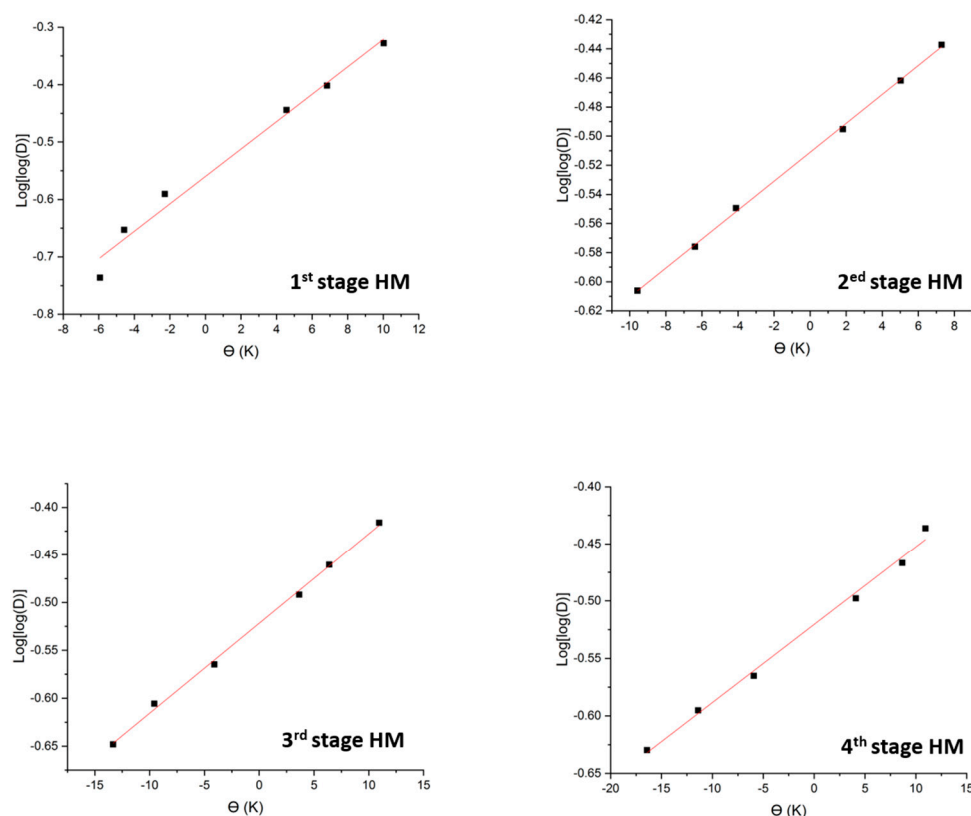 -0.3
-0.4
-0.5
-0.6
-0.7
-0.8
Log[log(D)]
1st stage HM
-8 -6 -4 -2 0 2 4 6 8 10 12
Ɵ (K)
-0.42
-0.44
-0.46
-0.48
-0.50
-0.52
-0.54
-0.56
-0.58
-0.60
-0.62
Log[log(D)]
2ed stage HM
-10 -8 -6 -4 -2 0 2 4 6 8
Ɵ (K)
-0.40
-0.45
-0.50
-0.55
-0.60
-0.65
Log[log(D)]
3rd stage HM
-15 -10 -5 0 5 10 15
Ɵ (K)
-0.40
-0.45
-0.50
-0.55
-0.60
-0.65
Log[log(D)]
4th stage HM
-20 -15 -10 -5 0 5 10 15
Ɵ (K)